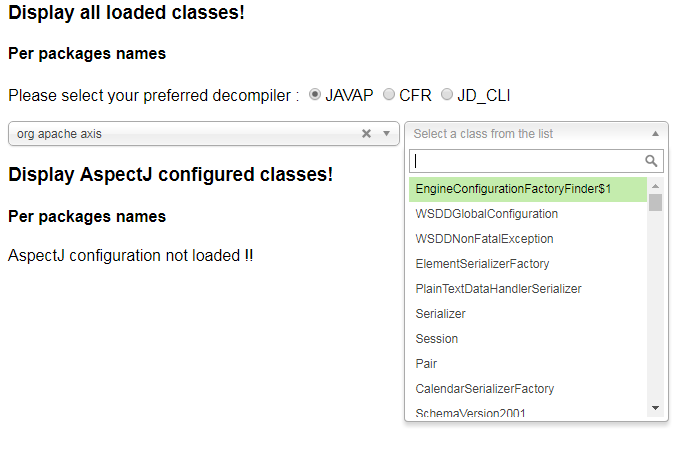 Display all loaded classes!
Per packages names
Please select your preferred decompiler : JAVAP CFR JD_CLI
org apache axis
Select a class from the list
EngineConfigurationFactoryFinder$1
WSDDGlobalConfiguration
WSDDNonFatalException
ElementSerializerFactory
PlainTextDataHandlerSerializer
Serializer
Session
Pair
CalendarSerializerFactory
SchemaVersion2001
Display AspectJ configured classes!
Per packages names
AspectJ configuration not loaded !!